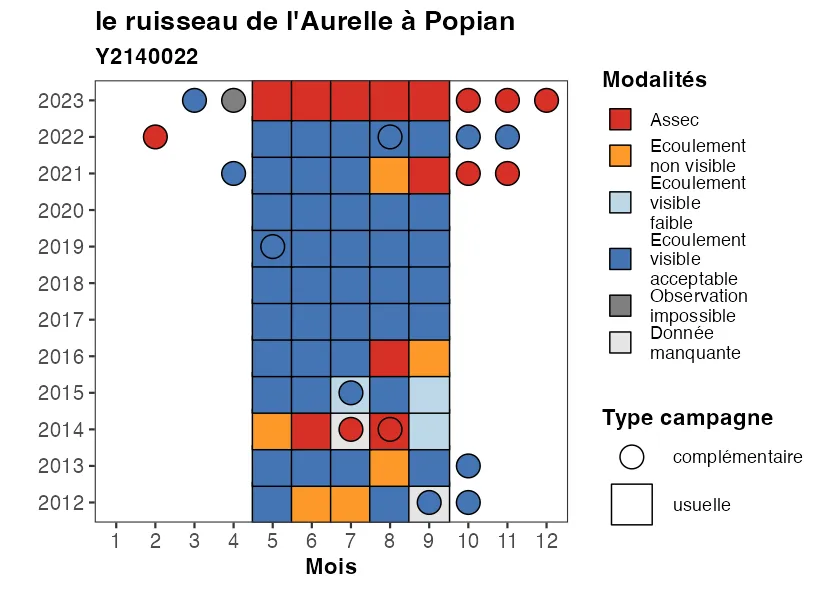 le ruisseau de l'Aurelle à Popian
Y2140022
2023
2022
2021
2020
2019
2018
2017
2016
2015
2014
2013
2012
1 2 3 4 5 6 7 8 9 10 11 12
Mois
Modalités
Assec
Ecoulement
non visible
Ecoulement
visible
faible
Ecoulement
visible
acceptable
Observation
impossible
Donnée
manquante
Type campagne
complémentaire
usuelle